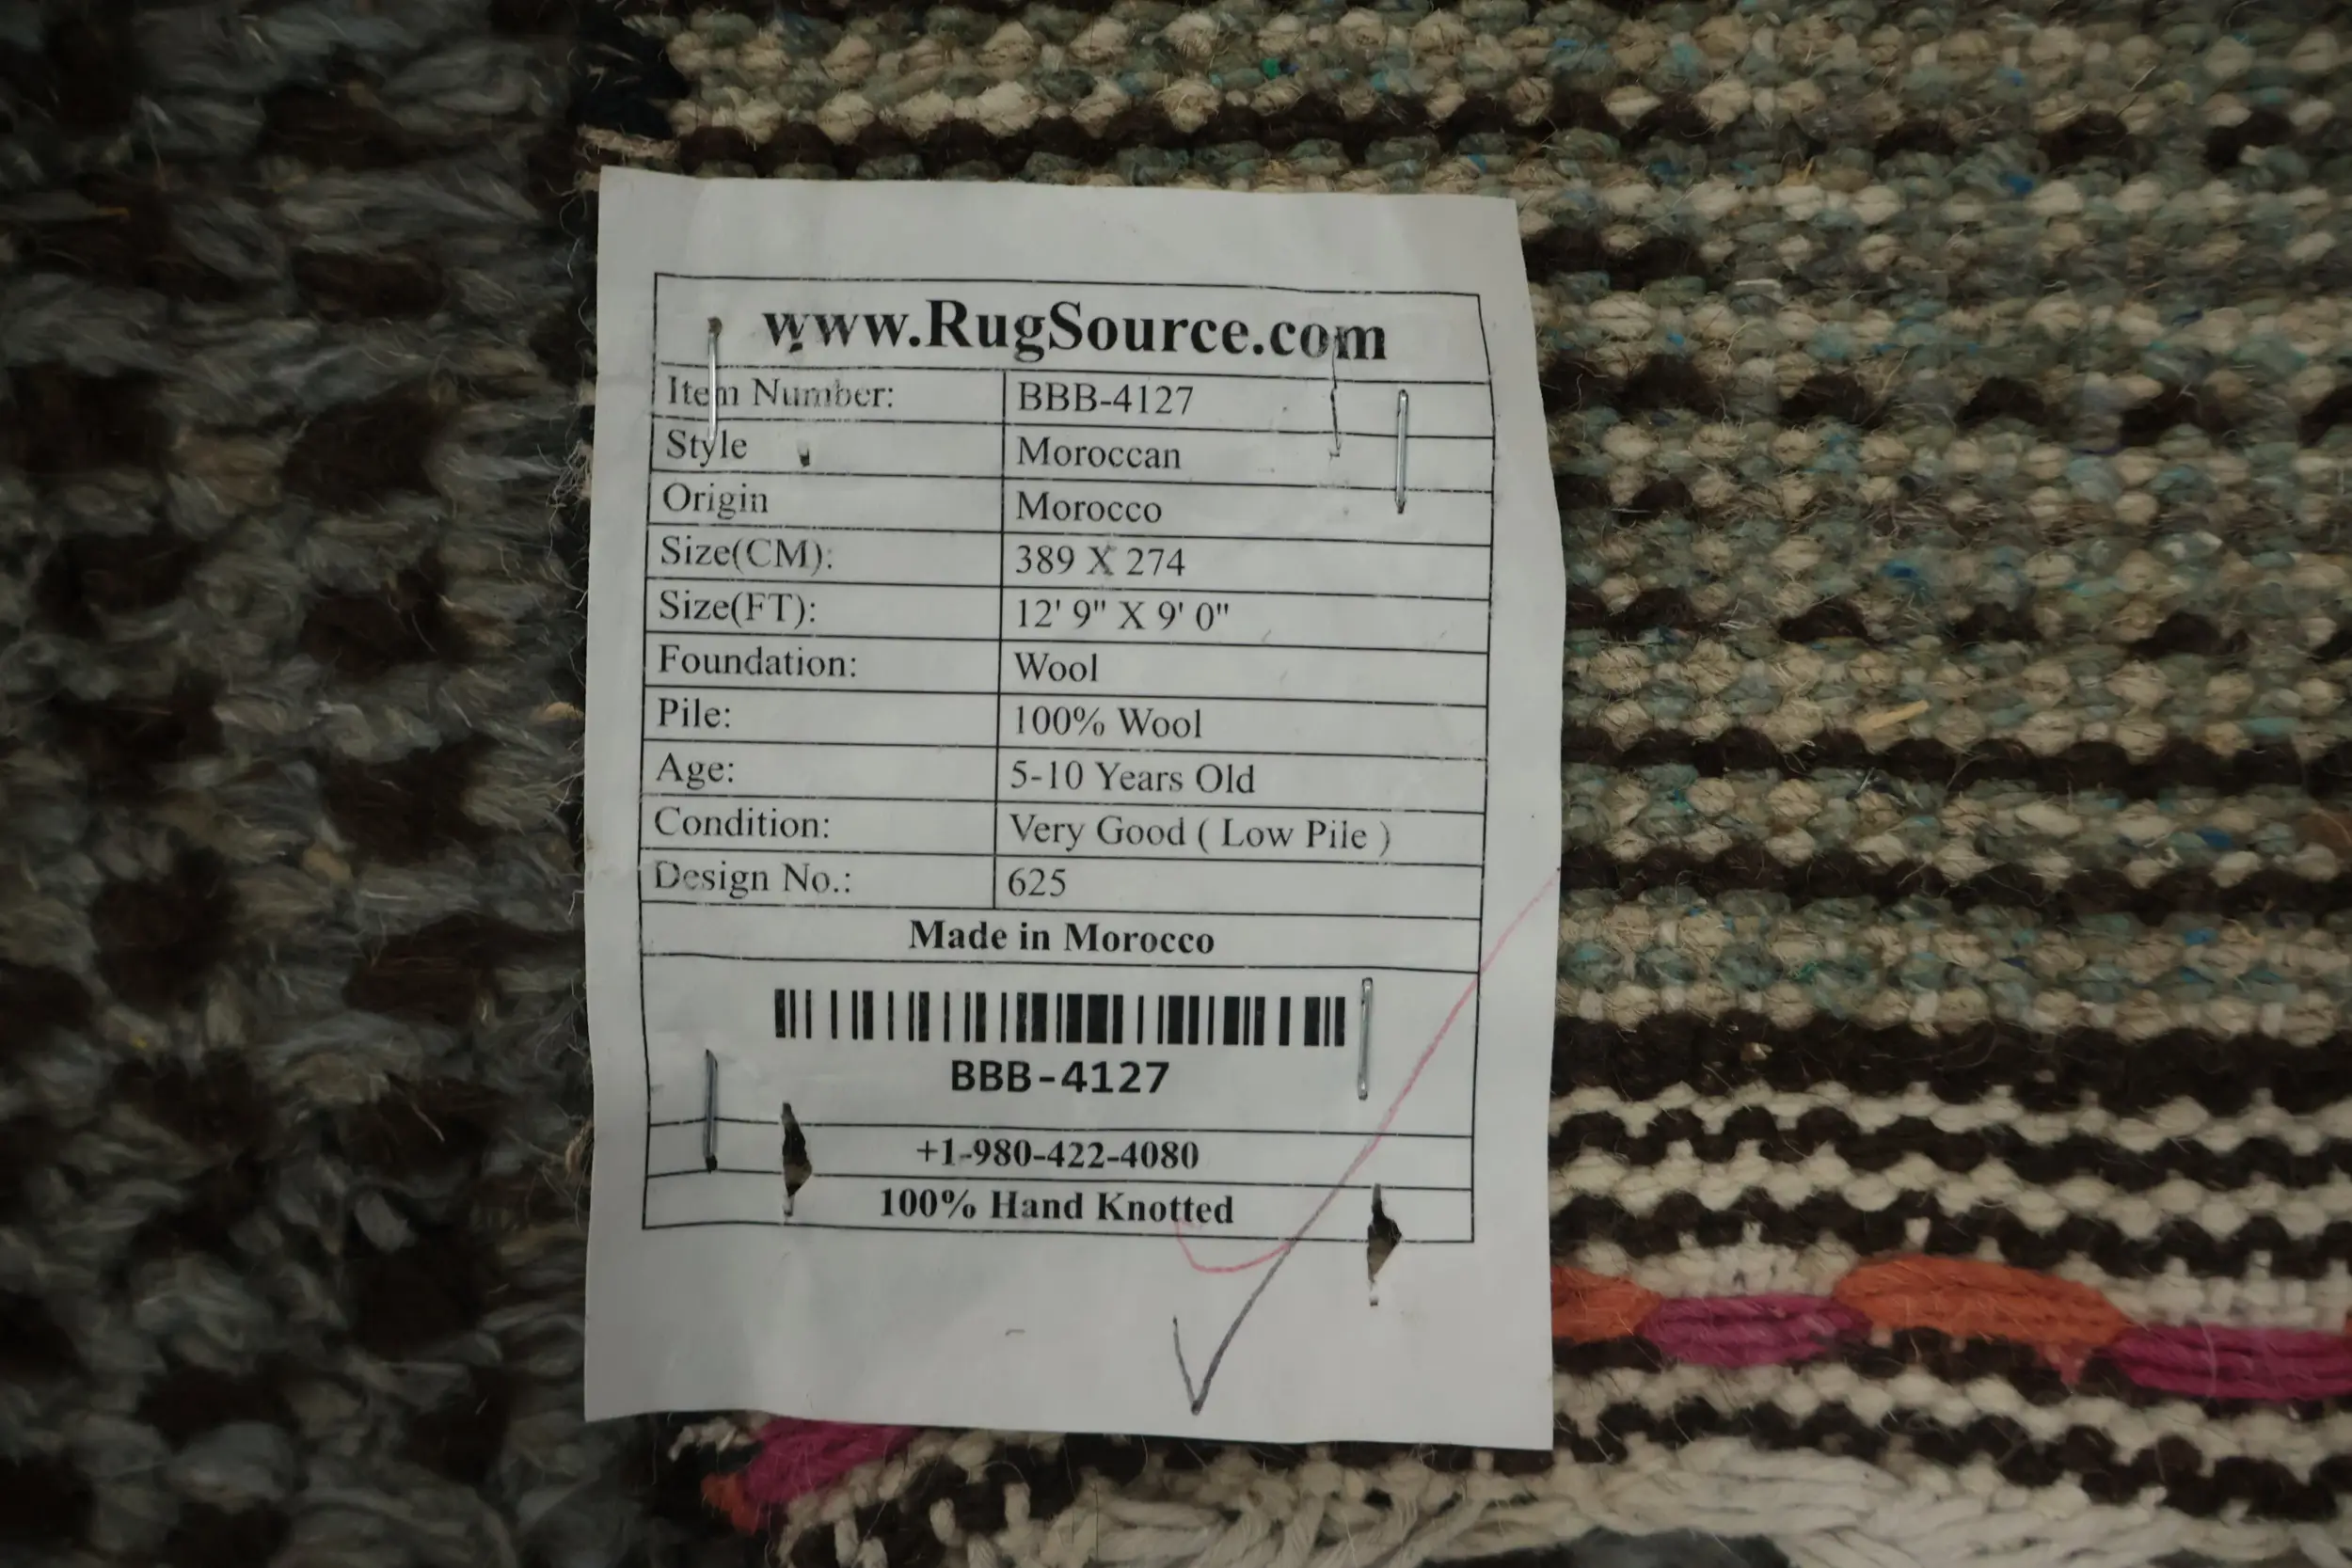 www.RugSource.com
Item Number: BBB-4127
Style Moroccan
Origin Morocco
Size(CM): 389 X 274
Size(FT): 12' 9" X 9' 0"
Foundation: Wool
Pile: 100% Wool
Age: 5-10 Years Old
Condition: Very Good ( Low Pile )
Design No.: 625
Made in Morocco
BBB-4127
+1-980-422-4080
100% Hand Knotted